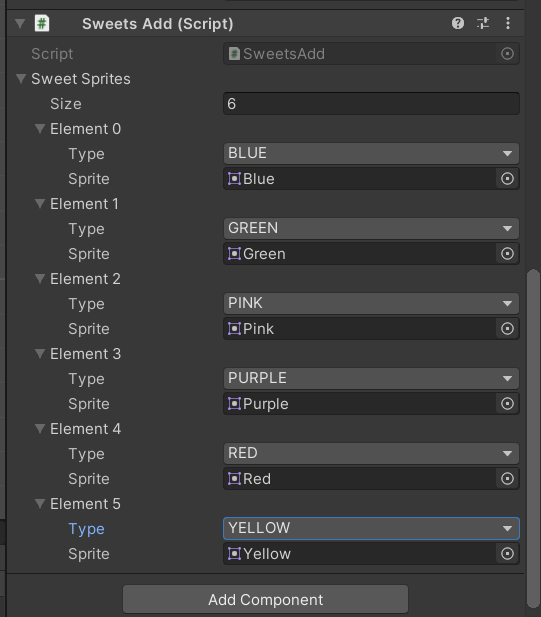 Sweets Add (Script)
Script SweetsAdd
Sweet Sprites
Size 6
Element 0
Type BLUE
Sprite Blue
Element 1
Type GREEN
Sprite Green
Element 2
Type PINK
Sprite Pink
Element 3
Type PURPLE
Sprite Purple
Element 4
Type RED
Sprite Red
Element 5
Type YELLOW
Sprite Yellow
Add Component